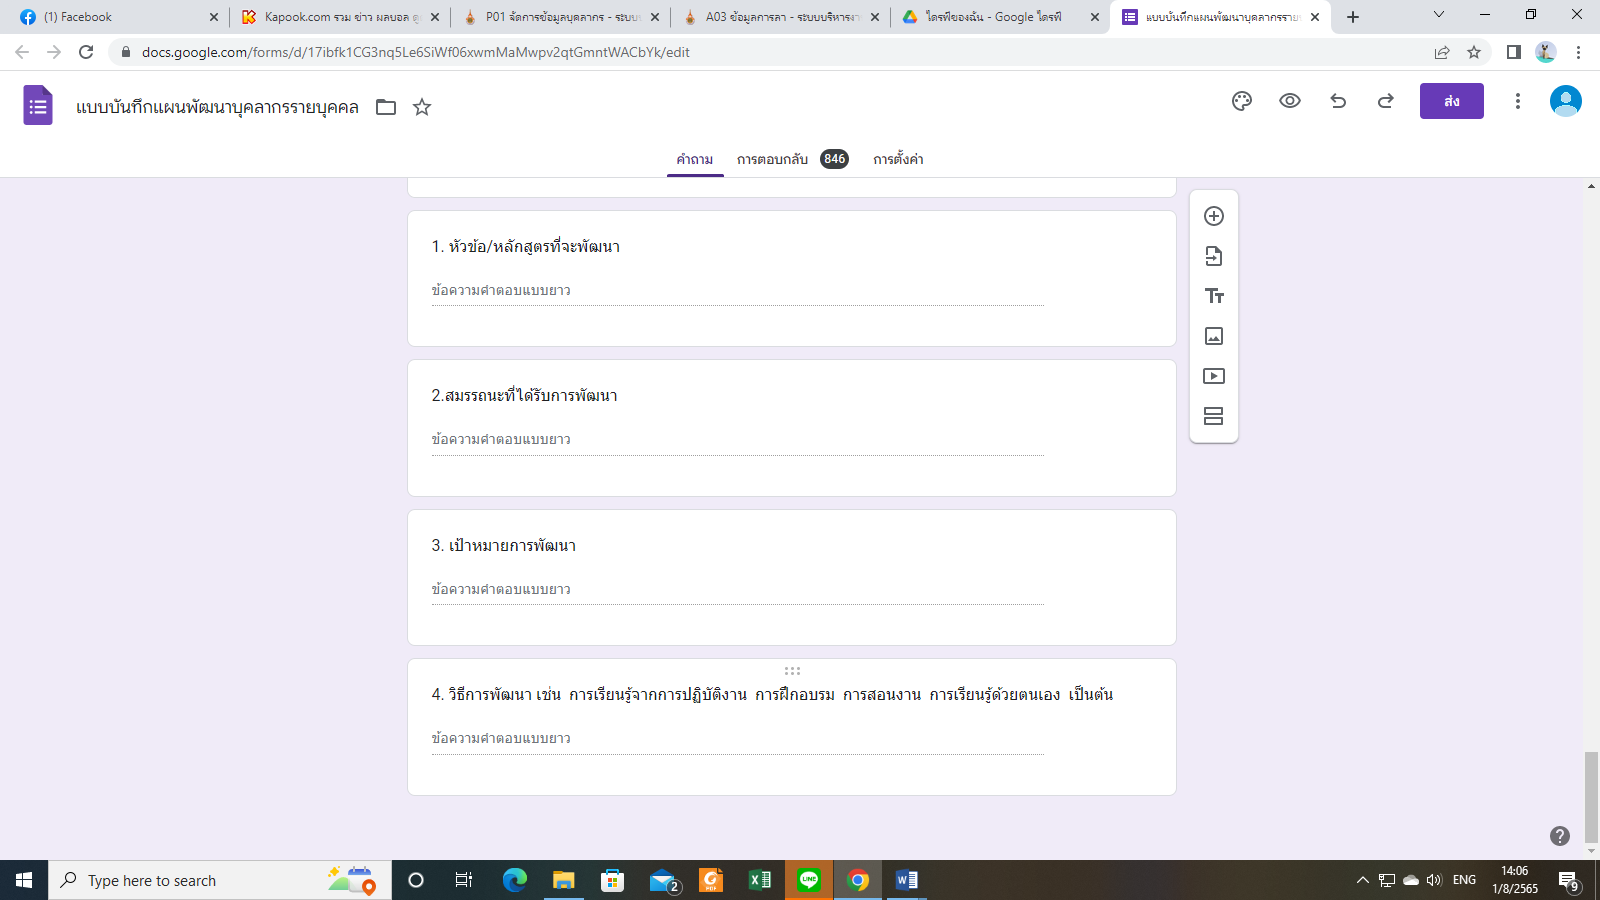 (1) Facebook
Kapook.com รวม ข่าว ผลบอล ดู
P01 จัดการข้อมูลบุคลากร - ระบบ
A03 ข้อมูลการลา - ระบบบริหารงา
ไดรฟ์ของฉัน - Google ไดรฟ์
แบบบันทึกแผนพัฒนาบุคลากรราย
docs.google.com/forms/d/17ibfk1CG3nq5Le6SiWf06xwmMaMwpv2qtGmntWACbYk/edit
แบบบันทึกแผนพัฒนาบุคลากรรายบุคคล
ส่ง
คำถาม
การตอบกลับ 846
การตั้งค่า
1. หัวข้อ/หลักสูตรที่จะพัฒนา
ข้อความคำตอบแบบยาว
2.สมรรถนะที่ได้รับการพัฒนา
ข้อความคำตอบแบบยาว
3. เป้าหมายการพัฒนา
ข้อความคำตอบแบบยาว
4. วิธีการพัฒนา เช่น การเรียนรู้จากการปฏิบัติงาน การฝึกอบรม การสอนงาน การเรียนรู้ด้วยตนเอง เป็นต้น
ข้อความคำตอบแบบยาว
Type here to search
2
LINE
ENG
14:06
1/8/2565
9